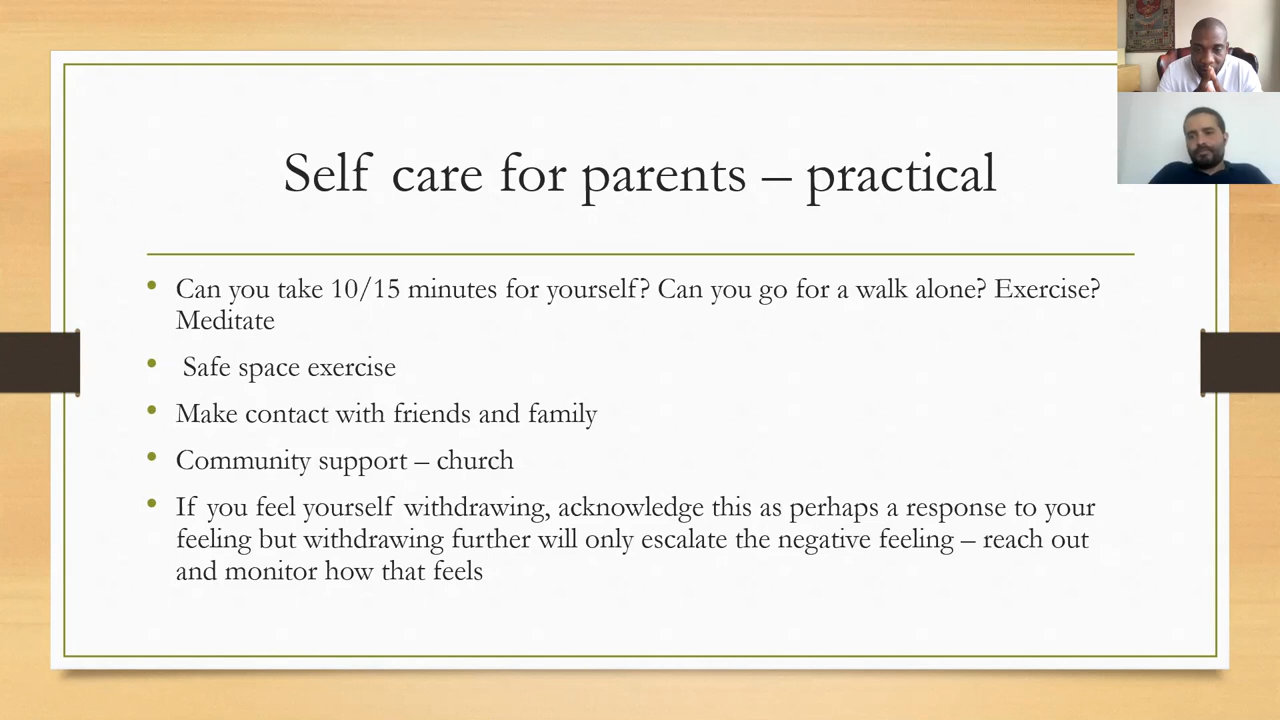 Self care for parents – practical
• Can you take 10/15 minutes for yourself? Can you go for a walk alone? Exercise?
Meditate
• Safe space exercise
• Make contact with friends and family
• Community support – church
• If you feel yourself withdrawing, acknowledge this as perhaps a response to your
feeling but withdrawing further will only escalate the negative feeling – reach out
and monitor how that feels